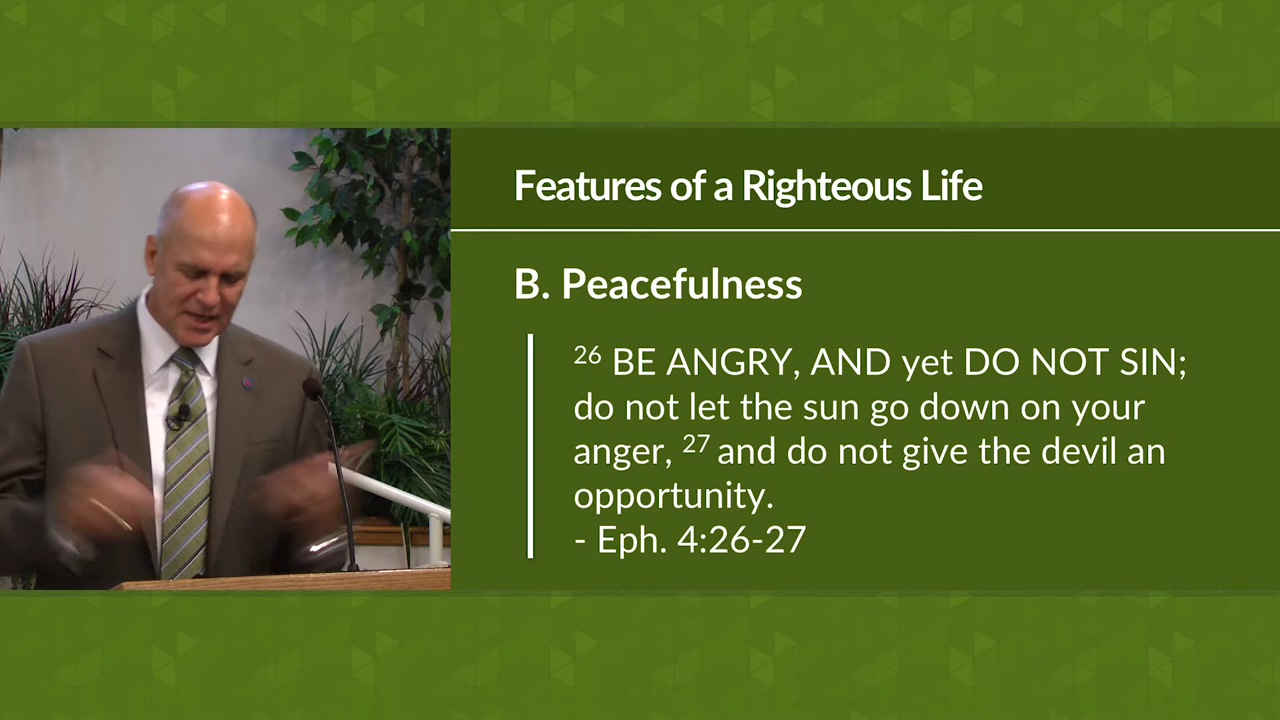 Features of a Righteous Life
B. Peacefulness
26 BE ANGRY, AND yet DO NOT SIN;
do not let the sun go down on your
anger, 27 and do not give the devil an
opportunity.
- Eph. 4:26-27